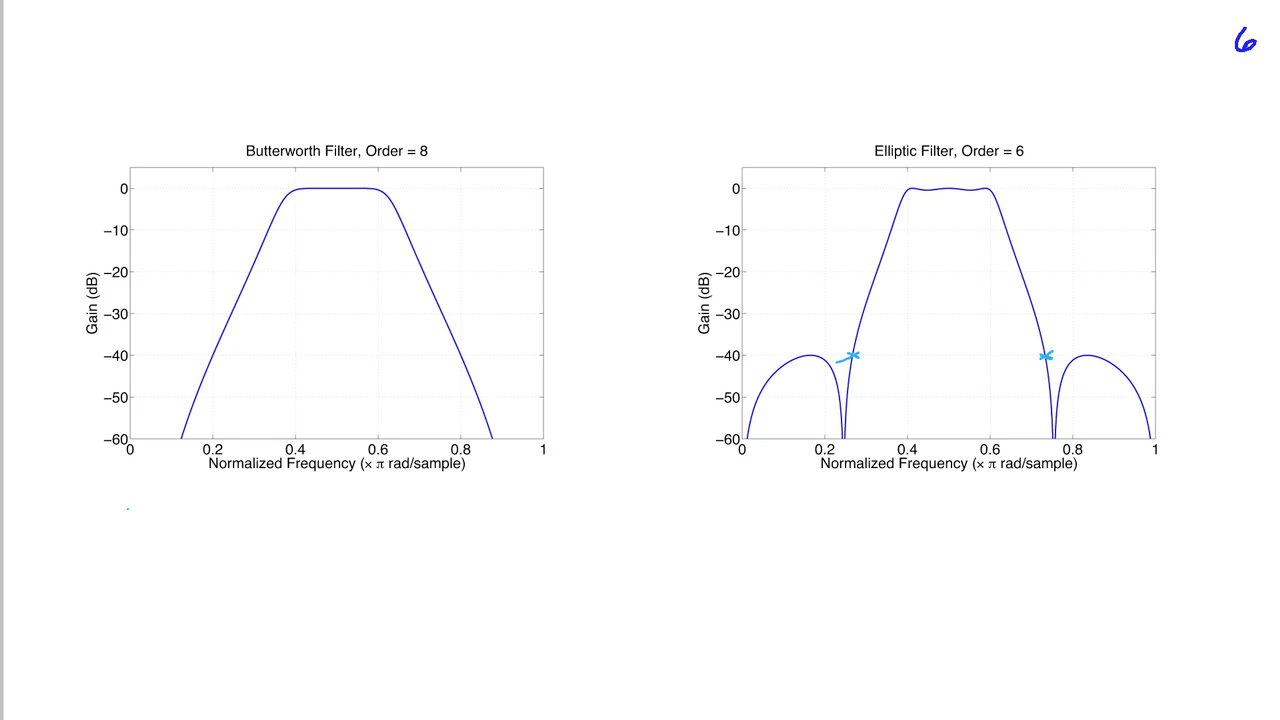 6
Butterworth Filter, Order = 8
0
−10
−20
−30
−40
−50
−60
Gain (dB)
0 0.2 0.4 0.6 0.8 1
Normalized Frequency (× π rad/sample)
Elliptic Filter, Order = 6
0
−10
−20
−30
−40
−50
−60
Gain (dB)
0 0.2 0.4 0.6 0.8 1
Normalized Frequency (× π rad/sample)